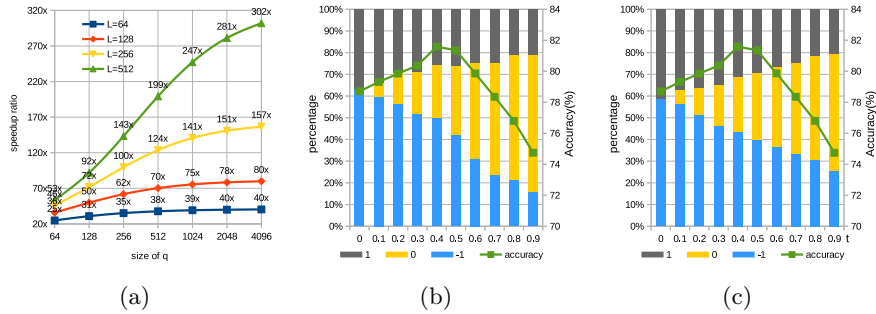 320x
270x
220x
170x
120x
70x
20x
speedup ratio
L=64
L=128
L=256
L=512
92x
143x
199x
247x
281x
302x
72x
100x
124x
141x
151x
157x
50x
62x
70x
75x
78x
80x
31x
35x
38x
39x
40x
40x
64 128 256 512 1024 2048 4096
size of q
(a)
100%
90%
80%
70%
60%
50%
40%
30%
20%
10%
0%
percentage
84
82
80
78
76
74
72
70
Accuracy(%)
0 0.1 0.2 0.3 0.4 0.5 0.6 0.7 0.8 0.9
1 0 -1 accuracy
(b)
100%
90%
80%
70%
60%
50%
40%
30%
20%
10%
0%
percentage
84
82
80
78
76
74
72
70
Accuracy(%)
0 0.1 0.2 0.3 0.4 0.5 0.6 0.7 0.8 0.9 t
1 0 -1 accuracy
(c)